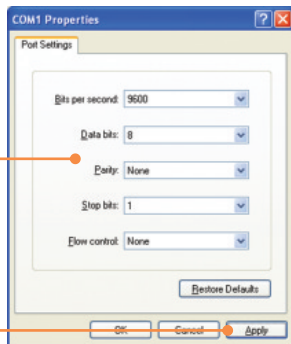 COM1 Properties
Port Settings
Bits per second: 9600
Data bits: 8
Parity: None
Stop bits: 1
Flow control: None
Restore Defaults
OK Cancel Apply